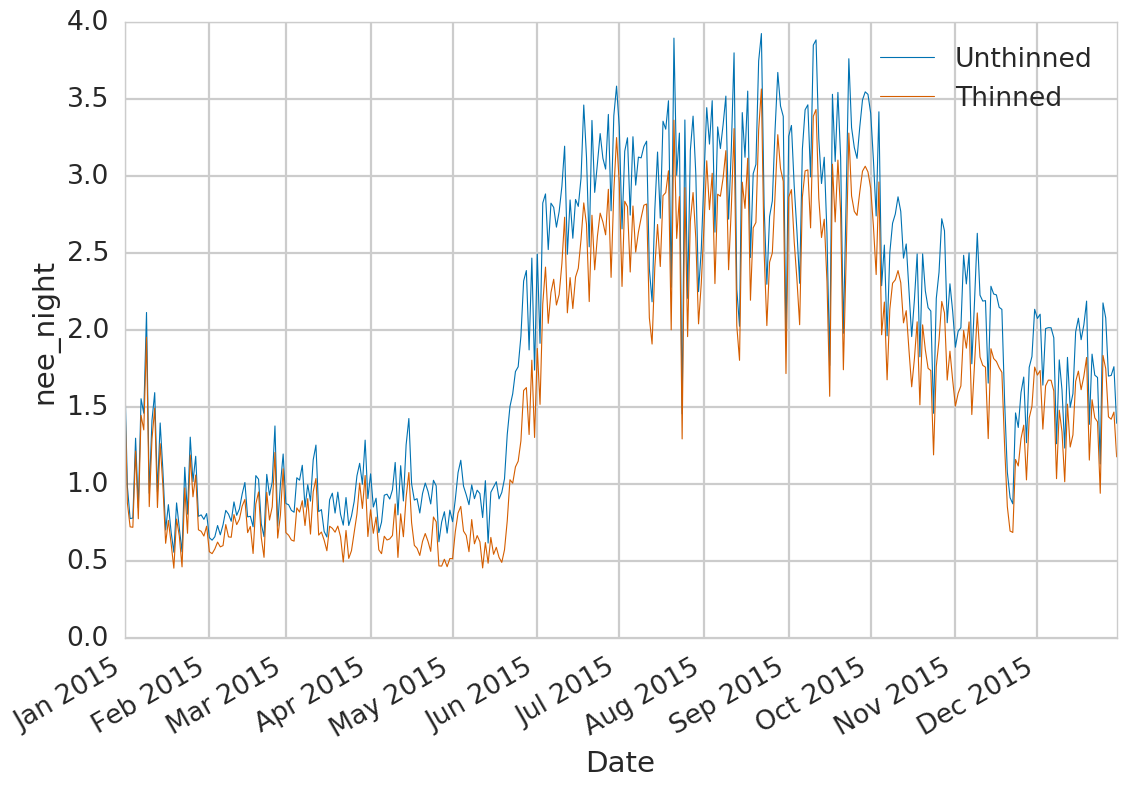 4.0
3.5
3.0
2.5
2.0
1.5
1.0
0.5
0.0
nee_night
Unthinned
Thinned
Jan 2015
Feb 2015
Mar 2015
Apr 2015
May 2015
Jun 2015
Jul 2015
Aug 2015
Sep 2015
Oct 2015
Nov 2015
Dec 2015
Date